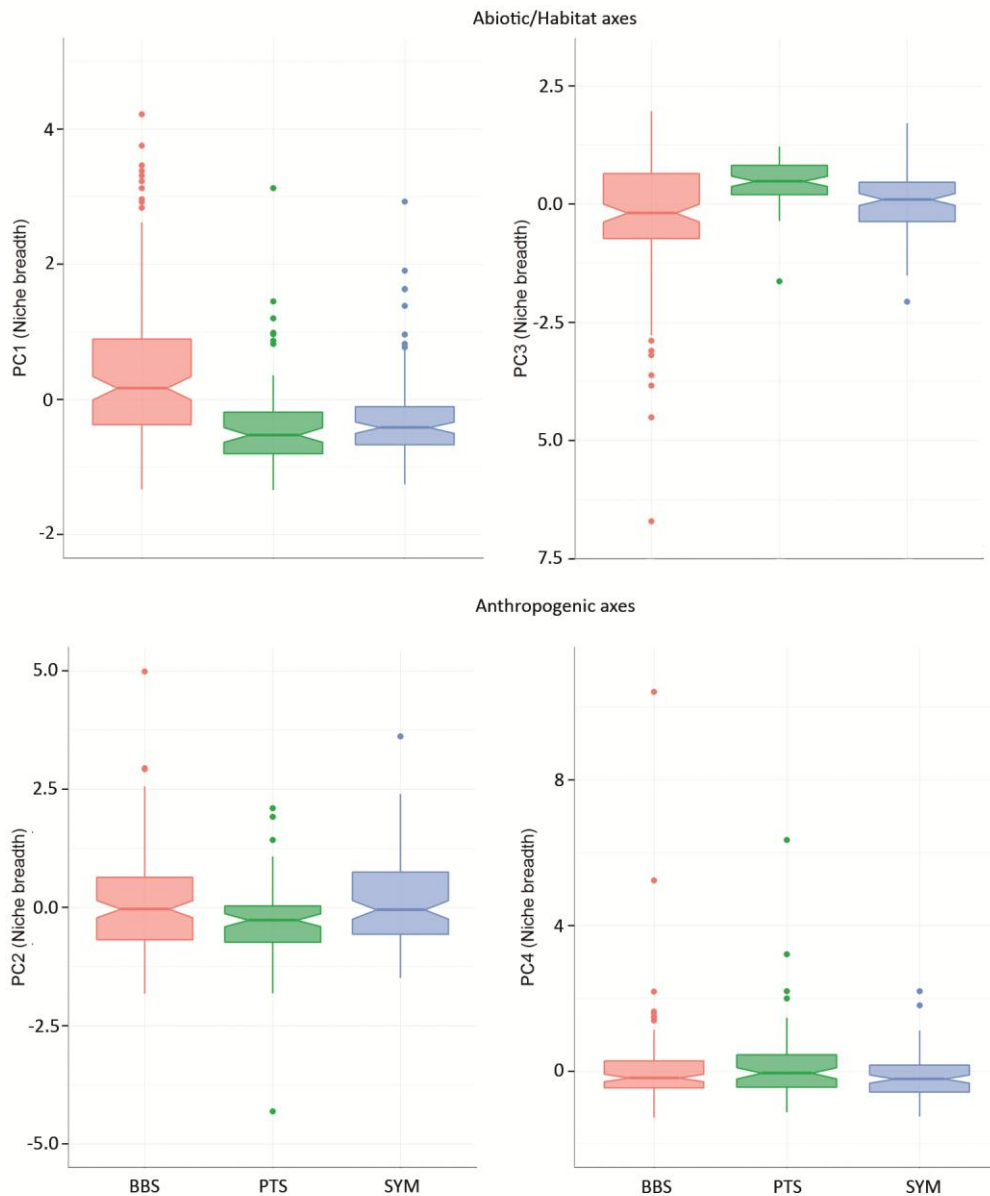 Abiotic/Habitat axes
PC1 (Niche breadth)
4
2
0
-2
PC3 (Niche breadth)
2.5
0.0
-2.5
5.0
7.5
Anthropogenic axes
PC2 (Niche breadth)
5.0
2.5
0.0
-2.5
-5.0
BBS PTS SYM
PC4 (Niche breadth)
8
4
0
BBS PTS SYM